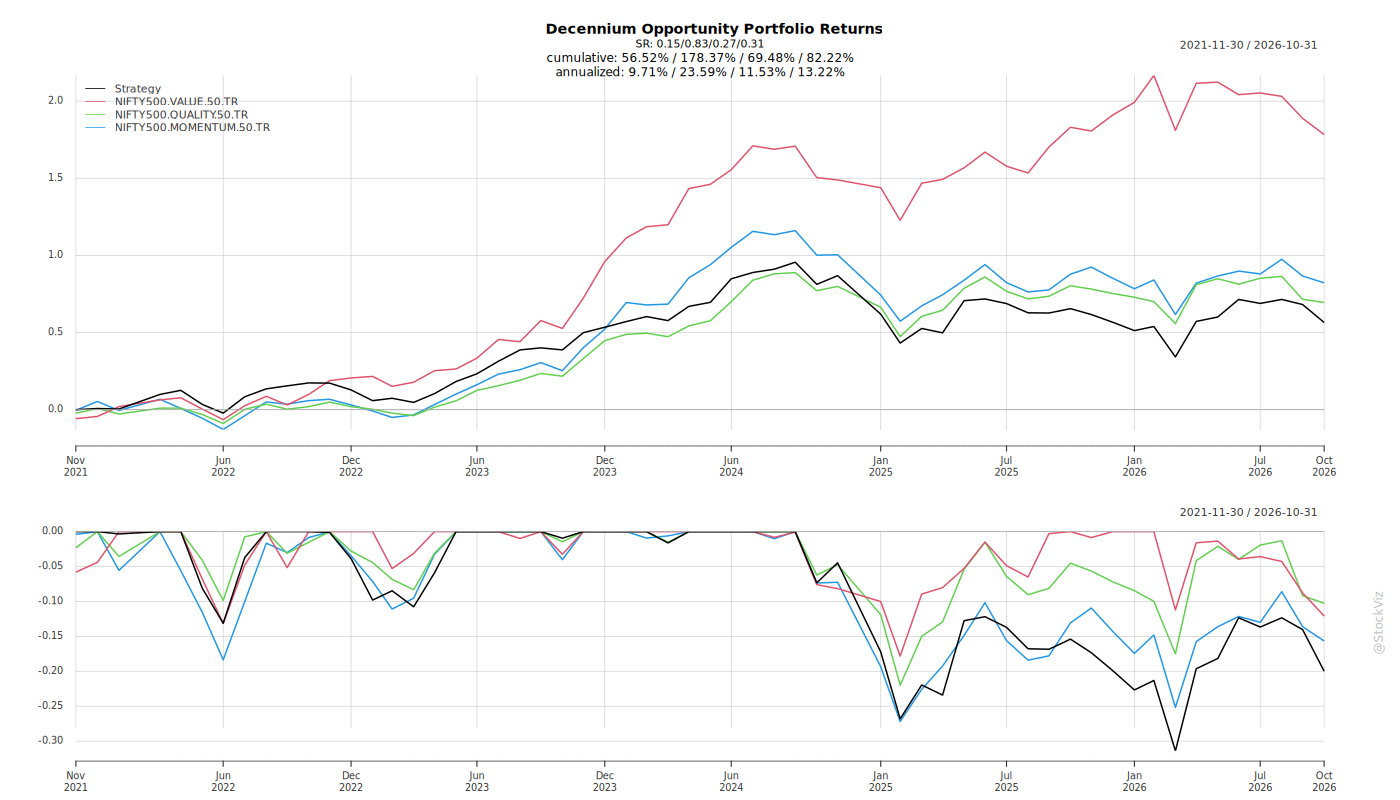 Decennium Opportunity Portfolio Returns
SR: 0.15/0.83/0.27/0.31
cumulative: 56.52% / 178.37% / 69.48% / 82.22%
annualized: 9.71% / 23.59% / 11.53% / 13.22%
2021-11-30 / 2026-10-31
Strategy
NIFTY500.VALUE.50.TR
NIFTY500.QUALITY.50.TR
NIFTY500.MOMENTUM.50.TR
2.0
1.5
1.0
0.5
0.0
Nov Jun Dec Jun Dec Jun Jan Jul Jan Jul Oct
2021 2022 2022 2023 2023 2024 2025 2025 2026 2026 2026
2021-11-30 / 2026-10-31
0.00
-0.05
-0.10
-0.15
-0.20
-0.25
-0.30
Nov Jun Dec Jun Dec Jun Jan Jul Jan Jul Oct
2021 2022 2022 2023 2023 2024 2025 2025 2026 2026 2026
@StockViz